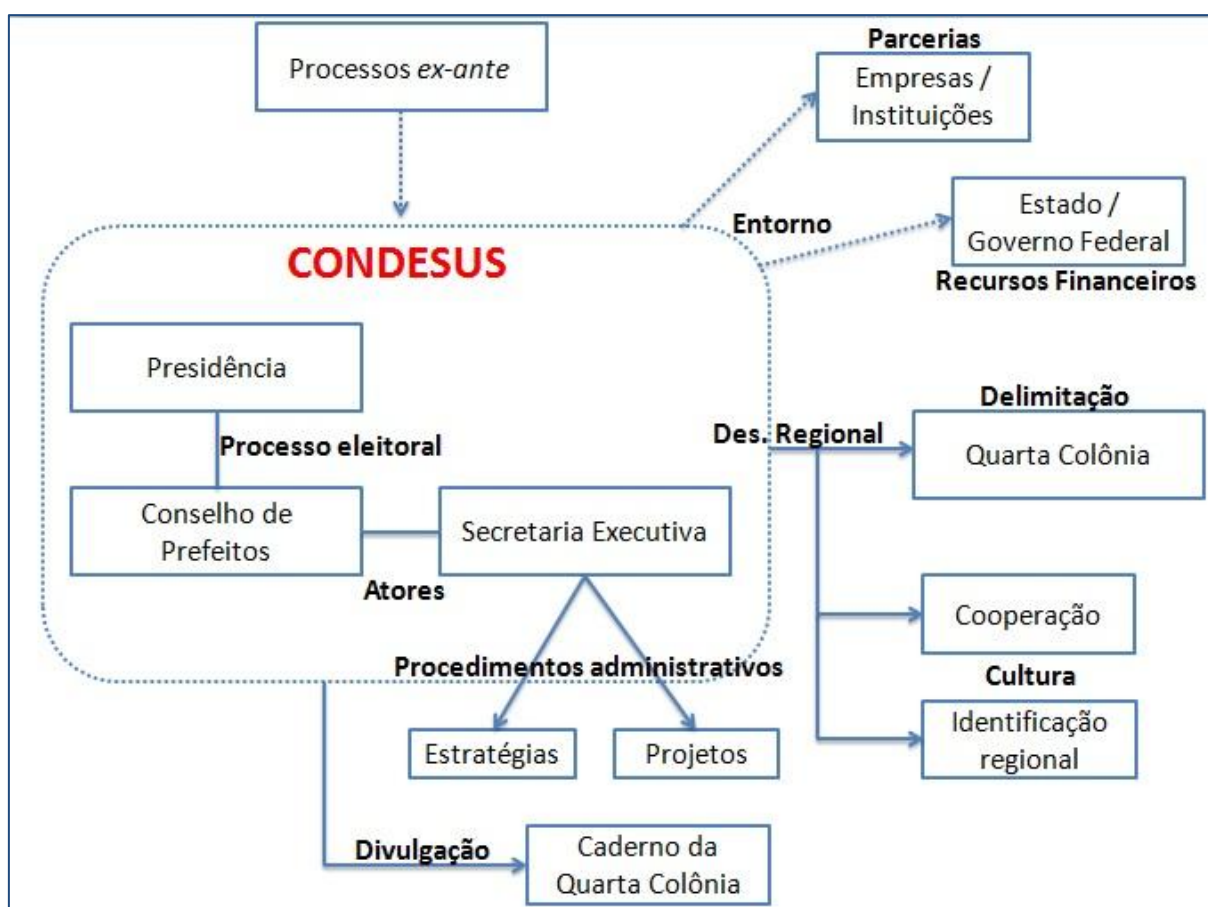 Processos ex-ante
Parcerias
Empresas /
Instituições
Entorno
Estado /
Governo Federal
Recursos Financeiros
CONDESUS
Presidência
Processo eleitoral
Conselho de
Prefeitos
Secretaria Executiva
Atores
Des. Regional
Delimitação
Quarta Colônia
Cooperação
Cultura
Identificação
regional
Procedimentos administrativos
Estratégias
Projetos
Divulgação
Caderno da
Quarta Colônia